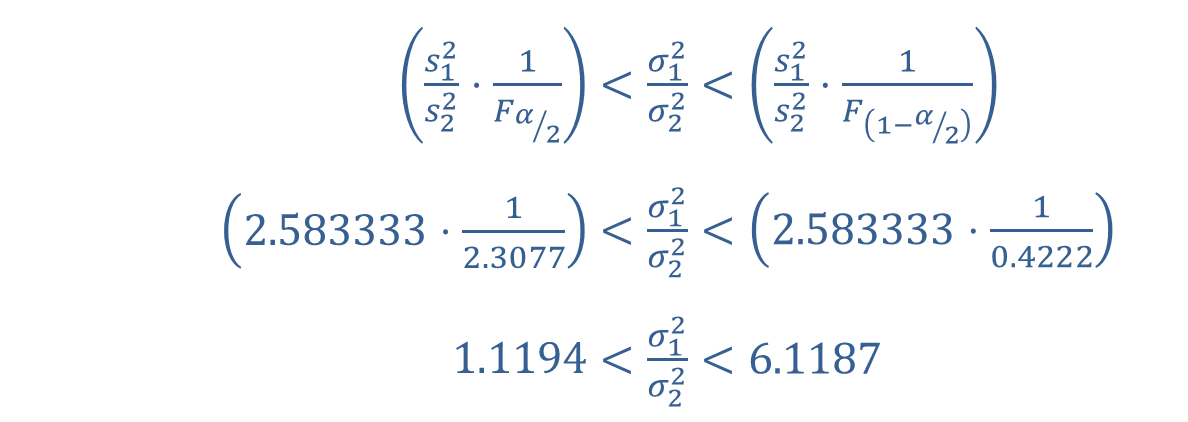 (s₁²/s₂² · 1/F_{α/2}) < σ₁²/σ₂² < (s₁²/s₂² · 1/F_{(1−α/2)})
(2.583333 · 1/2.3077) < σ₁²/σ₂² < (2.583333 · 1/0.4222)
1.1194 < σ₁²/σ₂² < 6.1187